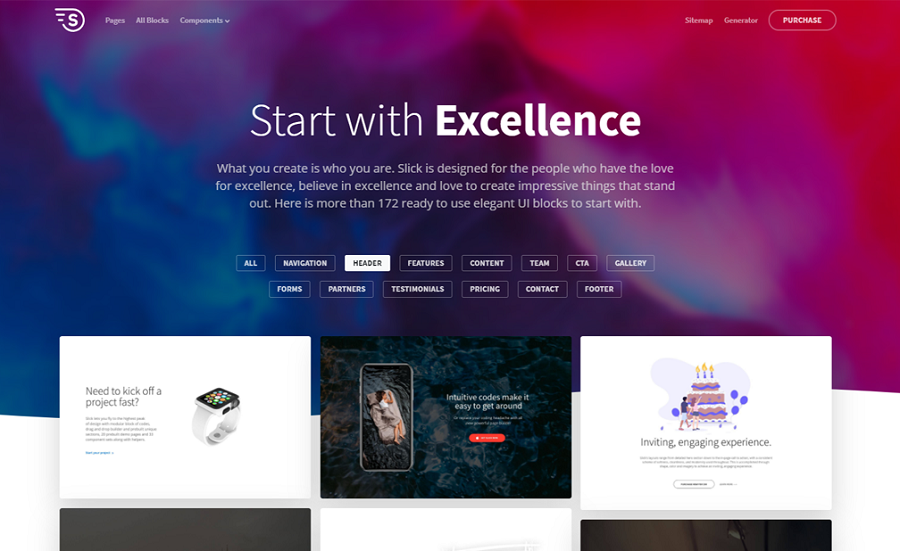 S
Pages
All Blocks
Components
Sitemap
Generator
PURCHASE
Start with Excellence
What you create is who you are. Slick is designed for the people who have the love
for excellence, believe in excellence and love to create impressive things that stand
out. Here is more than 172 ready to use elegant UI blocks to start with.
ALL
NAVIGATION
HEADER
FEATURES
CONTENT
TEAM
CTA
GALLERY
FORMS
PARTNERS
TESTIMONIALS
PRICING
CONTACT
FOOTER
Need to kick off a
project fast?
Start your project
Intuitive codes make it
easy to get around
Inviting, engaging experience.